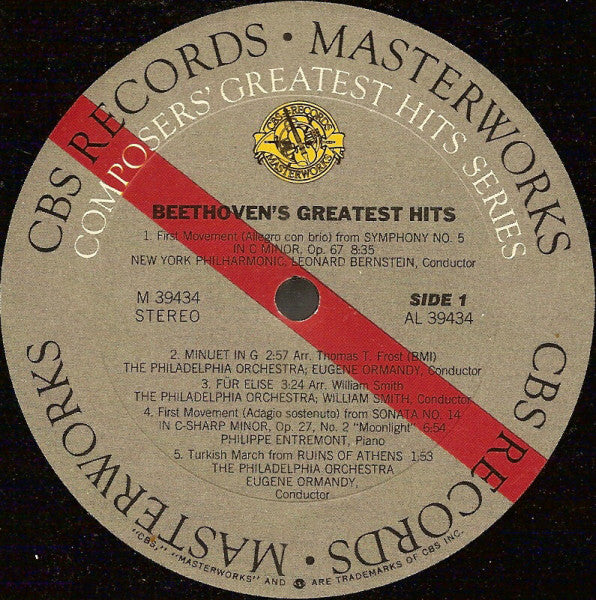 CBS RECORDS · MASTERWORKS
COMPOSERS' GREATEST HITS SERIES
CBS RECORDS
MASTERWORKS
BEETHOVEN'S GREATEST HITS
1. First Movement (Allegro con brio) from SYMPHONY NO. 5
IN C MINOR, Op. 67 8:35
NEW YORK PHILHARMONIC, LEONARD BERNSTEIN, Conductor
M 39434
STEREO
SIDE 1
AL 39434
2. MINUET IN G 2:57 Arr. Thomas T. Frost (BMI)
THE PHILADELPHIA ORCHESTRA; EUGENE ORMANDY, Conductor
3. FÜR ELISE 3:24 Arr. William Smith
THE PHILADELPHIA ORCHESTRA; WILLIAM SMITH, Conductor
4. First Movement (Adagio sostenuto) from SONATA NO. 14
IN C-SHARP MINOR, Op. 27, No. 2 "Moonlight" 6:54
PHILIPPE ENTREMONT, Piano
5. Turkish March from RUINS OF ATHENS 1:53
THE PHILADELPHIA ORCHESTRA
EUGENE ORMANDY,
Conductor
CBS RECORDS · MASTERWORKS
"CBS," "MASTERWORKS" AND ARE TRADEMARKS OF CBS INC.